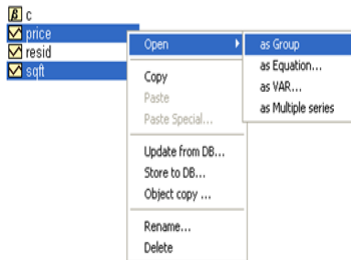 β c
price
resid
sqft
Open
Copy
Paste
Paste Special...
Update from DB...
Store to DB...
Object copy ...
Rename...
Delete
as Group
as Equation...
as VAR...
as Multiple series